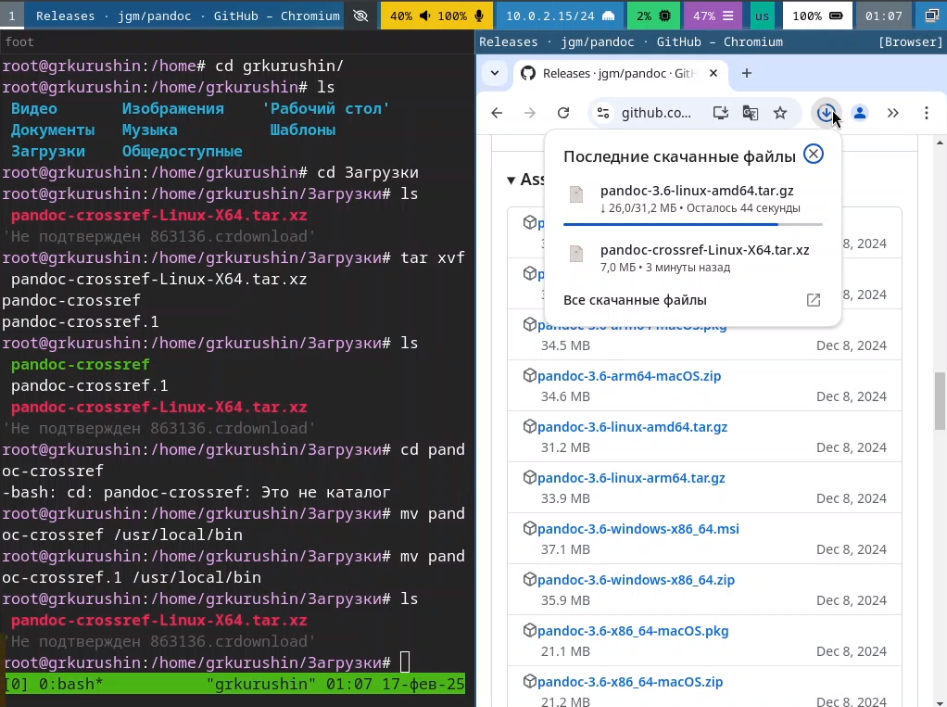 1 Releases · jgm/pandoc · GitHub – Chromium 40% 100% 10.0.2.15/24 2% 47% us 100% 01:07
foot
root@grkurushin:/home# cd grkurushin/
root@grkurushin:/home/grkurushin# ls
Видео Изображения 'Рабочий стол'
Документы Музыка Шаблоны
Загрузки Общедоступные
root@grkurushin:/home/grkurushin# cd Загрузки
root@grkurushin:/home/grkurushin/Загрузки# ls
pandoc-crossref-Linux-X64.tar.xz
'Не подтвержден 863136.crdownload'
root@grkurushin:/home/grkurushin/Загрузки# tar xvf
pandoc-crossref-Linux-X64.tar.xz
pandoc-crossref
pandoc-crossref.1
root@grkurushin:/home/grkurushin/Загрузки# ls
pandoc-crossref
pandoc-crossref.1
pandoc-crossref-Linux-X64.tar.xz
'Не подтвержден 863136.crdownload'
root@grkurushin:/home/grkurushin/Загрузки# cd pand
oc-crossref
-bash: cd: pandoc-crossref: Это не каталог
root@grkurushin:/home/grkurushin/Загрузки# mv pand
oc-crossref /usr/local/bin
root@grkurushin:/home/grkurushin/Загрузки# mv pand
oc-crossref.1 /usr/local/bin
root@grkurushin:/home/grkurushin/Загрузки# ls
pandoc-crossref-Linux-X64.tar.xz
'Не подтвержден 863136.crdownload'
root@grkurushin:/home/grkurushin/Загрузки#
[0] 0:bash* "grkurushin" 01:07 17-фев-25
Releases · jgm/pandoc · GitHub – Chromium [Browser]
Releases · jgm/pandoc · Git
github.co...
Последние скачанные файлы
pandoc-3.6-linux-amd64.tar.gz
↓ 26,0/31,2 МБ • Осталось 44 секунды
pandoc-crossref-Linux-X64.tar.xz
7,0 МБ • 3 минуты назад
Все скачанные файлы
▼ Ass
8, 2024
8, 2024
pandoc-3.6-arm64-macOS.pkg
34.5 MB Dec 8, 2024
pandoc-3.6-arm64-macOS.zip
34.6 MB Dec 8, 2024
pandoc-3.6-linux-amd64.tar.gz
31.2 MB Dec 8, 2024
pandoc-3.6-linux-arm64.tar.gz
33.9 MB Dec 8, 2024
pandoc-3.6-windows-x86_64.msi
37.1 MB Dec 8, 2024
pandoc-3.6-windows-x86_64.zip
35.9 MB Dec 8, 2024
pandoc-3.6-x86_64-macOS.pkg
21.1 MB Dec 8, 2024
pandoc-3.6-x86_64-macOS.zip
21.2 MB Dec 8, 2024